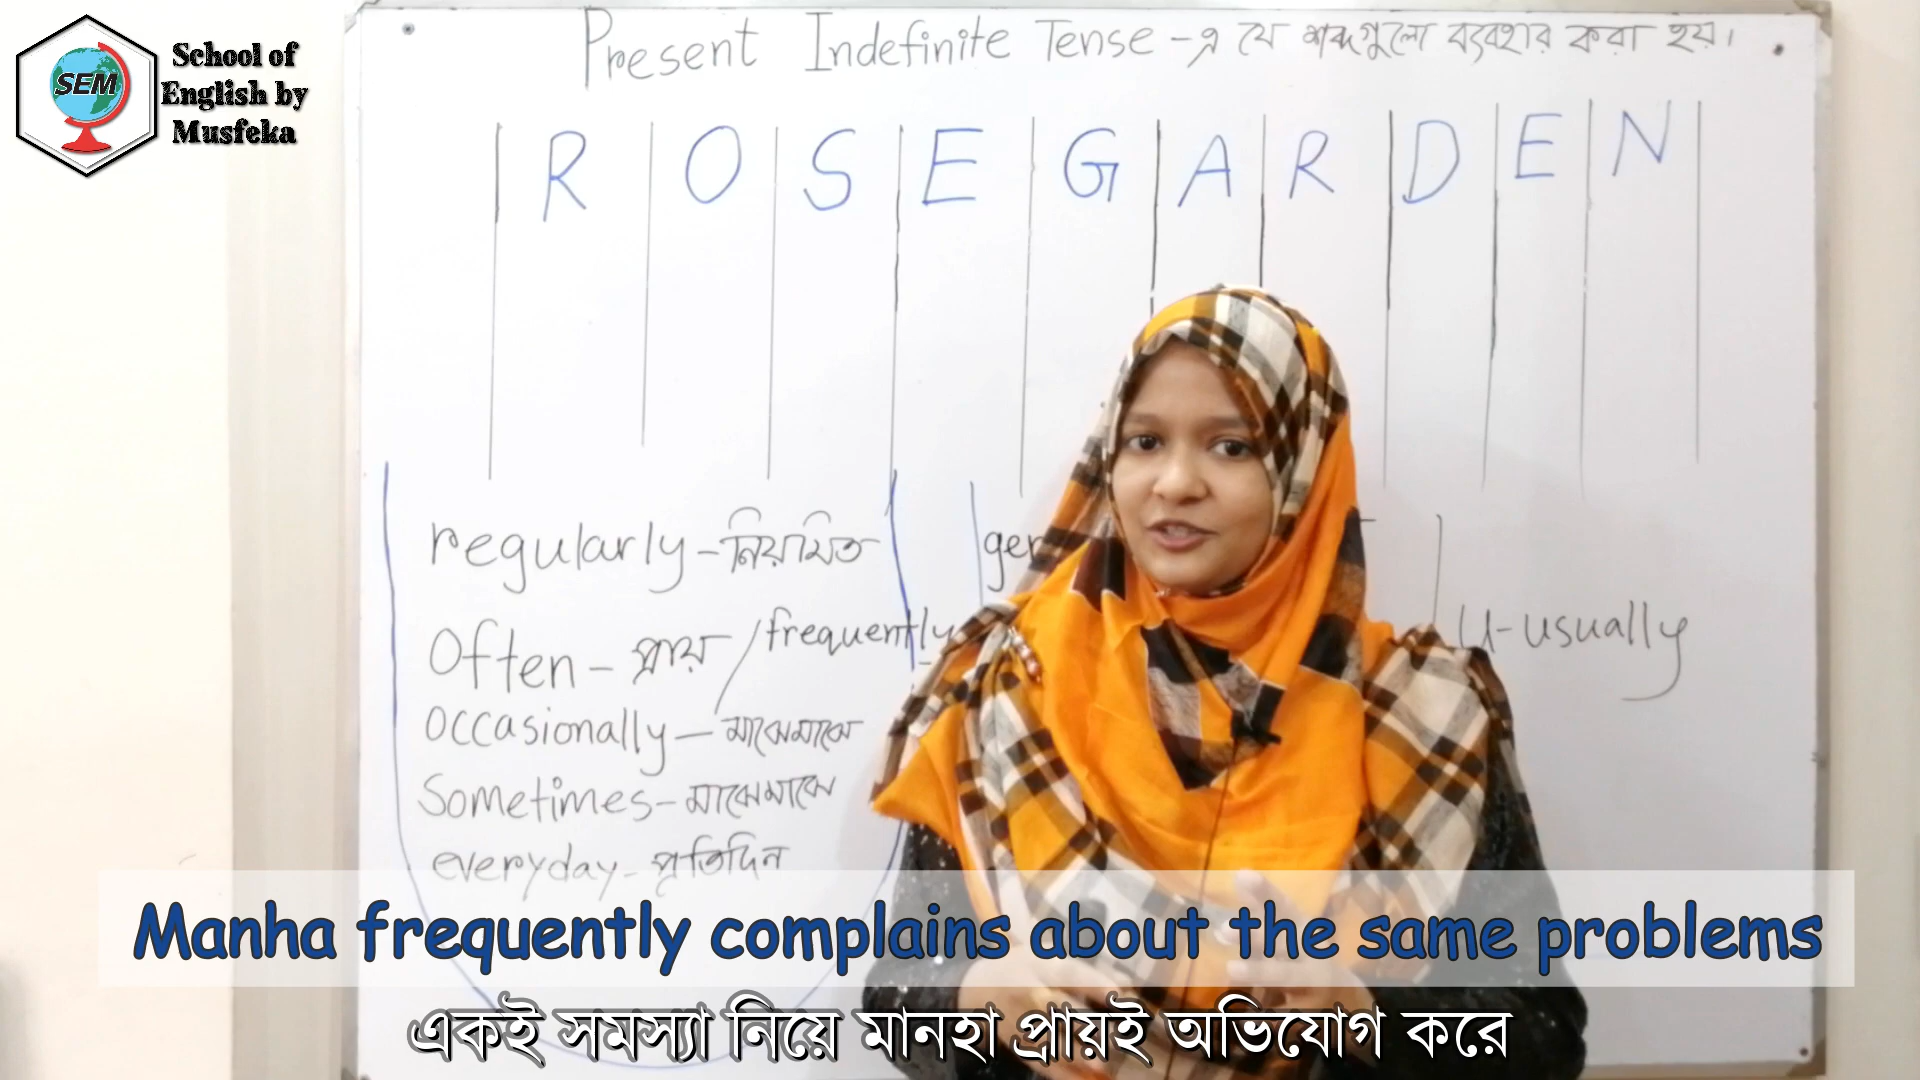 School of
English by
Musfeka
SEM
Present Indefinite Tense - এ যে শব্দগুলো ব্যবহার করা হয়।
R O S E G A R D E N
regularly - নিয়মিত
ger
Often - প্রায় / frequently
u - usually
Occasionally - মাঝেমাঝে
Sometimes - মাঝেমাঝে
everyday - প্রতিদিন
Manha frequently complains about the same problems
একই সমস্যা নিয়ে মানহা প্রায়ই অভিযোগ করে